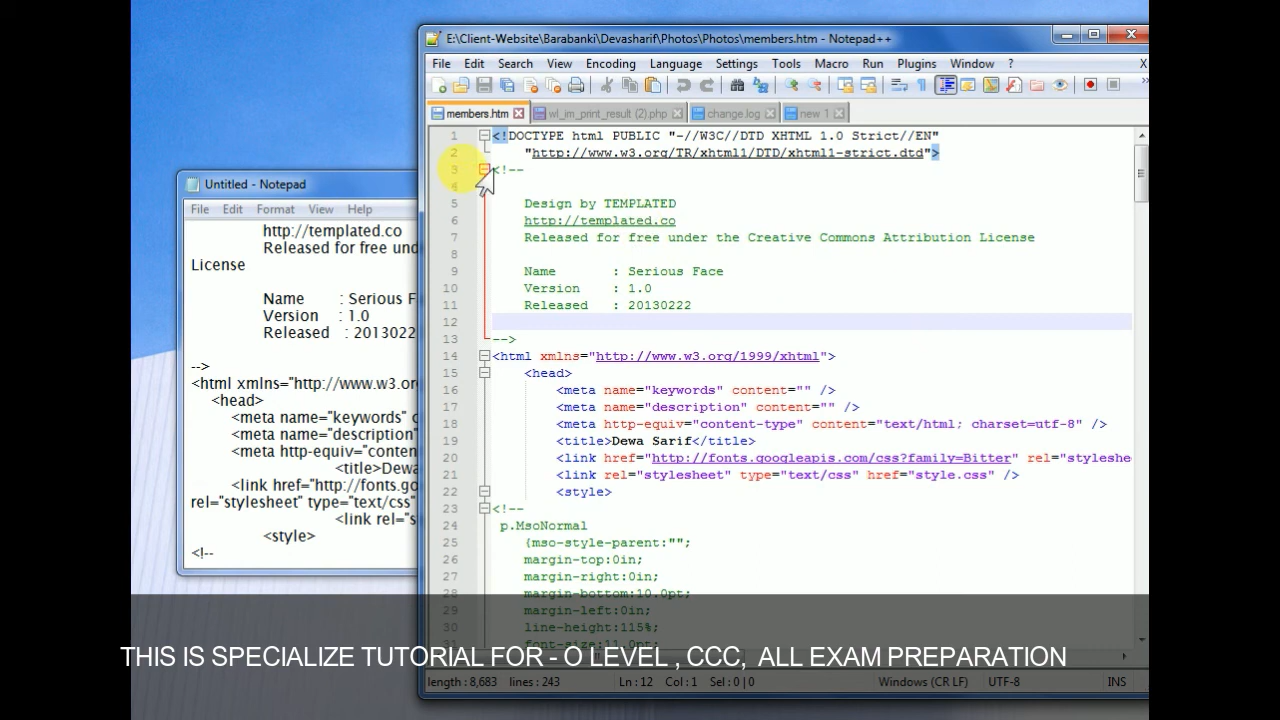 E:\Client-Website\Barabanki\Devasharif\Photos\Photos\members.htm - Notepad++
File Edit Search View Encoding Language Settings Tools Macro Run Plugins Window ? X
members.htm wl_im_print_result (2).php change.log new 1
1 <!DOCTYPE html PUBLIC "-//W3C//DTD XHTML 1.0 Strict//EN"
2 "http://www.w3.org/TR/xhtml1/DTD/xhtml1-strict.dtd">
3 <!--
4
5 Design by TEMPLATED
6 http://templated.co
7 Released for free under the Creative Commons Attribution License
8
9 Name : Serious Face
10 Version : 1.0
11 Released : 20130222
12
13 -->
14 <html xmlns="http://www.w3.org/1999/xhtml">
15 <head>
16 <meta name="keywords" content="" />
17 <meta name="description" content="" />
18 <meta http-equiv="content-type" content="text/html; charset=utf-8" />
19 <title>Dewa Sarif</title>
20 <link href="http://fonts.googleapis.com/css?family=Bitter" rel="styleshe
21 <link rel="stylesheet" type="text/css" href="style.css" />
22 <style>
23 <!--
24 p.MsoNormal
25 {mso-style-parent:"";
26 margin-top:0in;
27 margin-right:0in;
28 margin-bottom:10.0pt;
29 margin-left:0in;
30 line-height:115%;
31 font-size:11.0pt;
length : 8,683 lines : 243 Ln : 12 Col : 1 Sel : 0 | 0 Windows (CR LF) UTF-8 INS
Untitled - Notepad
File Edit Format View Help
http://templated.co
Released for free und
License
Name : Serious F
Version : 1.0
Released : 2013022
-->
<html xmlns="http://www.w3.or
<head>
<meta name="keywords" c
<meta name="description"
<meta http-equiv="conten
<title>Dewa
<link href="http://fonts.go
rel="stylesheet" type="text/css"
<link rel="s
<style>
<!--
THIS IS SPECIALIZE TUTORIAL FOR - O LEVEL , CCC, ALL EXAM PREPARATION